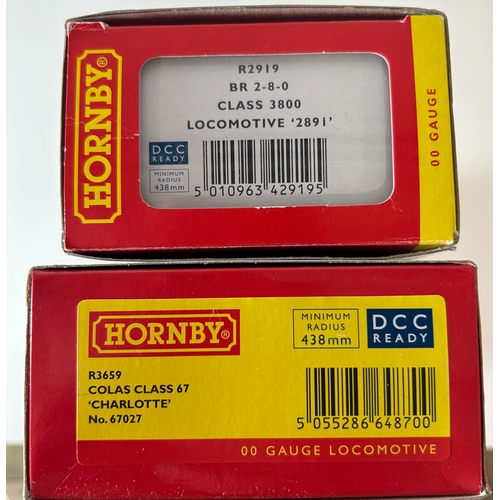 HORNBY®
R2919
BR 2-8-0
CLASS 3800
LOCOMOTIVE '2891'
DCC
READY
MINIMUM
RADIUS
438mm
5 010963 429195
00 GAUGE
HORNBY®
R3659
COLAS CLASS 67
'CHARLOTTE'
No. 67027
MINIMUM
RADIUS
438mm
DCC
READY
5 055286 648700
00 GAUGE LOCOMOTIVE